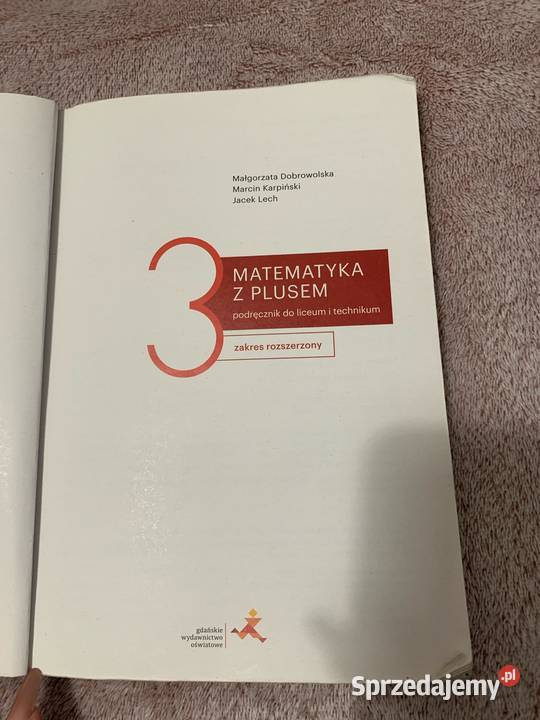 Małgorzata Dobrowolska
Marcin Karpiński
Jacek Lech
3
MATEMATYKA
Z PLUSEM
podręcznik do liceum i technikum
zakres rozszerzony
gdańskie
wydawnictwo
oświatowe
Sprzedajemy.pl